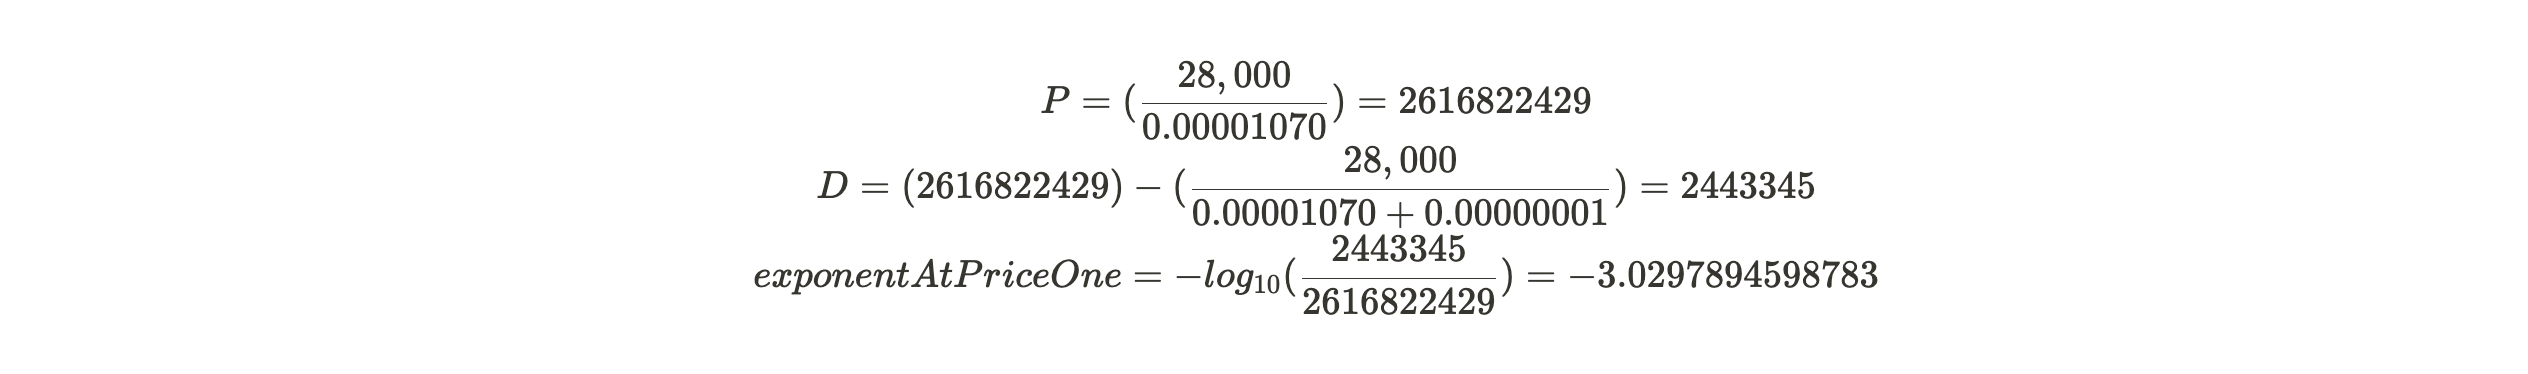 P = (28,000/0.00001070) = 2616822429
D = (2616822429) − (28,000/0.00001070 + 0.00000001) = 2443345
exponentAtPriceOne = −log₁₀(2443345/2616822429) = −3.0297894598783